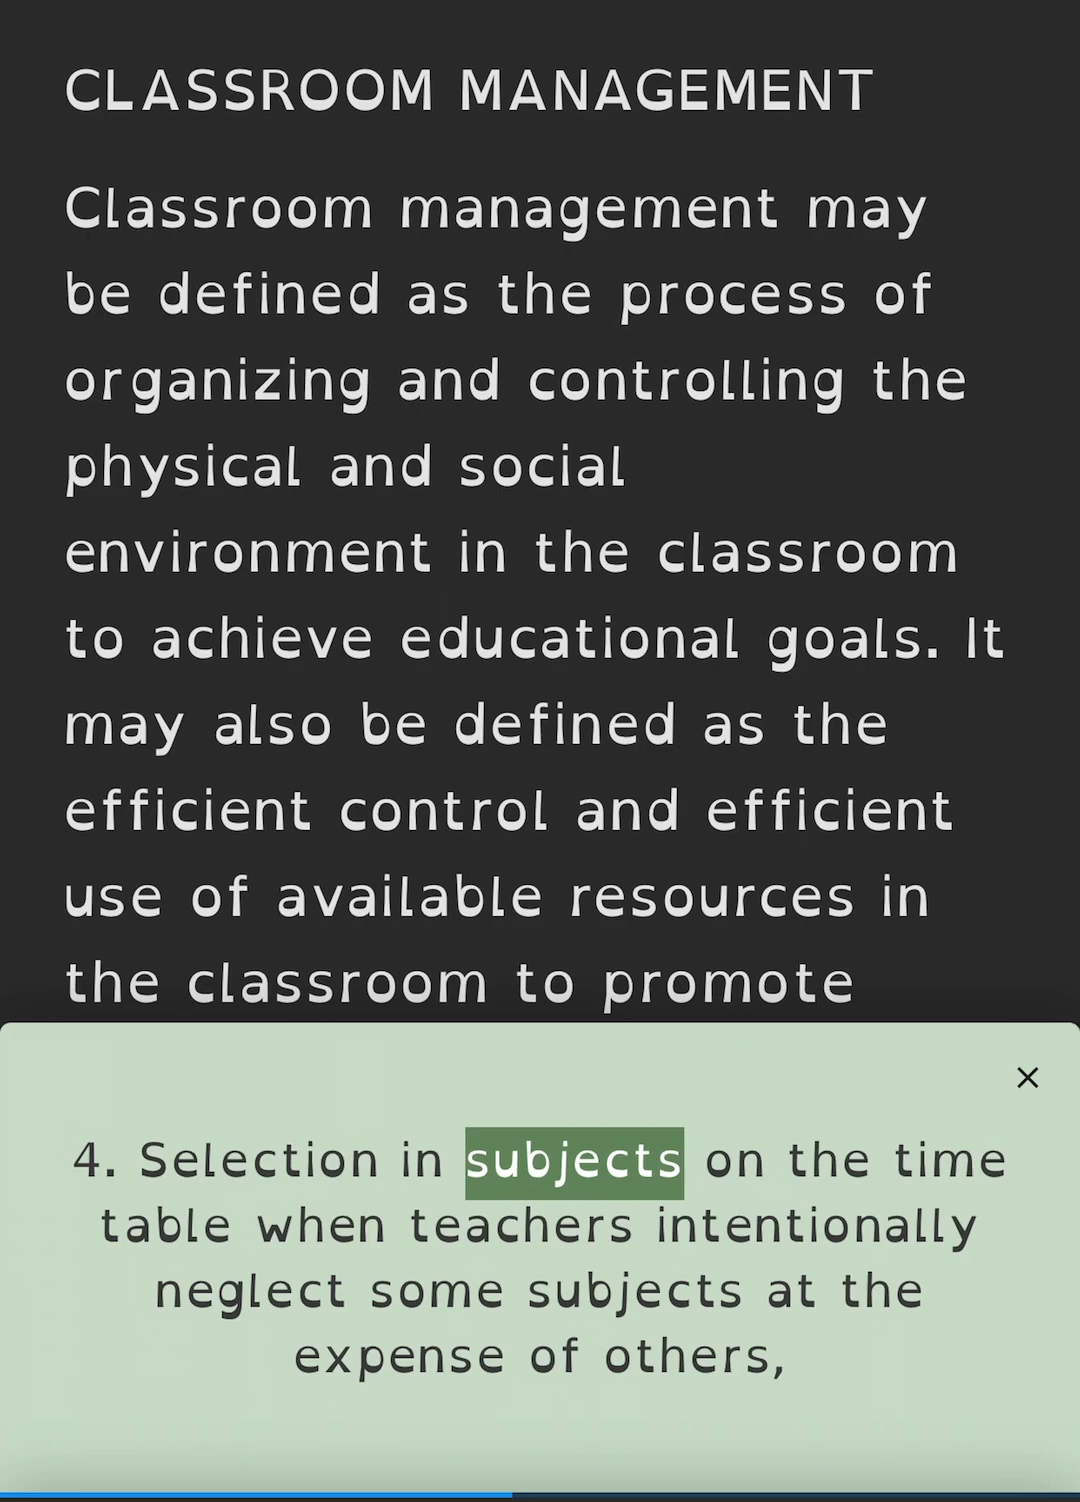 CLASSROOM MANAGEMENT
Classroom management may
be defined as the process of
organizing and controlling the
physical and social
environment in the classroom
to achieve educational goals. It
may also be defined as the
efficient control and efficient
use of available resources in
the classroom to promote
4. Selection in subjects on the time
table when teachers intentionally
neglect some subjects at the
expense of others,